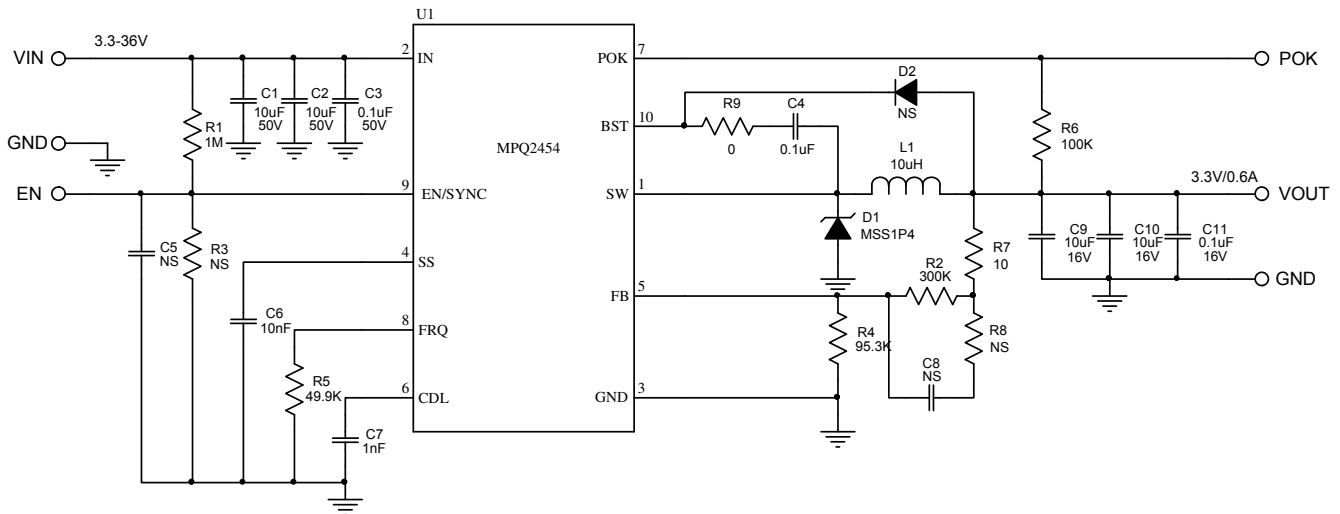 U1
3.3-36V
VIN
2
IN
POK
7
POK
C1
10uF
50V
C2
10uF
50V
C3
0.1uF
50V
R1
1M
GND
MPQ2454
BST
10
R9
0
C4
0.1uF
D2
NS
R6
100K
EN
9
EN/SYNC
SW
1
L1
10uH
3.3V/0.6A
VOUT
C5
NS
R3
NS
4
SS
D1
MSS1P4
C9
10uF
16V
C10
10uF
16V
C11
0.1uF
16V
R7
10
GND
FB
5
R2
300K
C6
10nF
8
FRQ
R4
95.3K
R8
NS
C8
NS
R5
49.9K
6
CDL
GND
3
C7
1nF